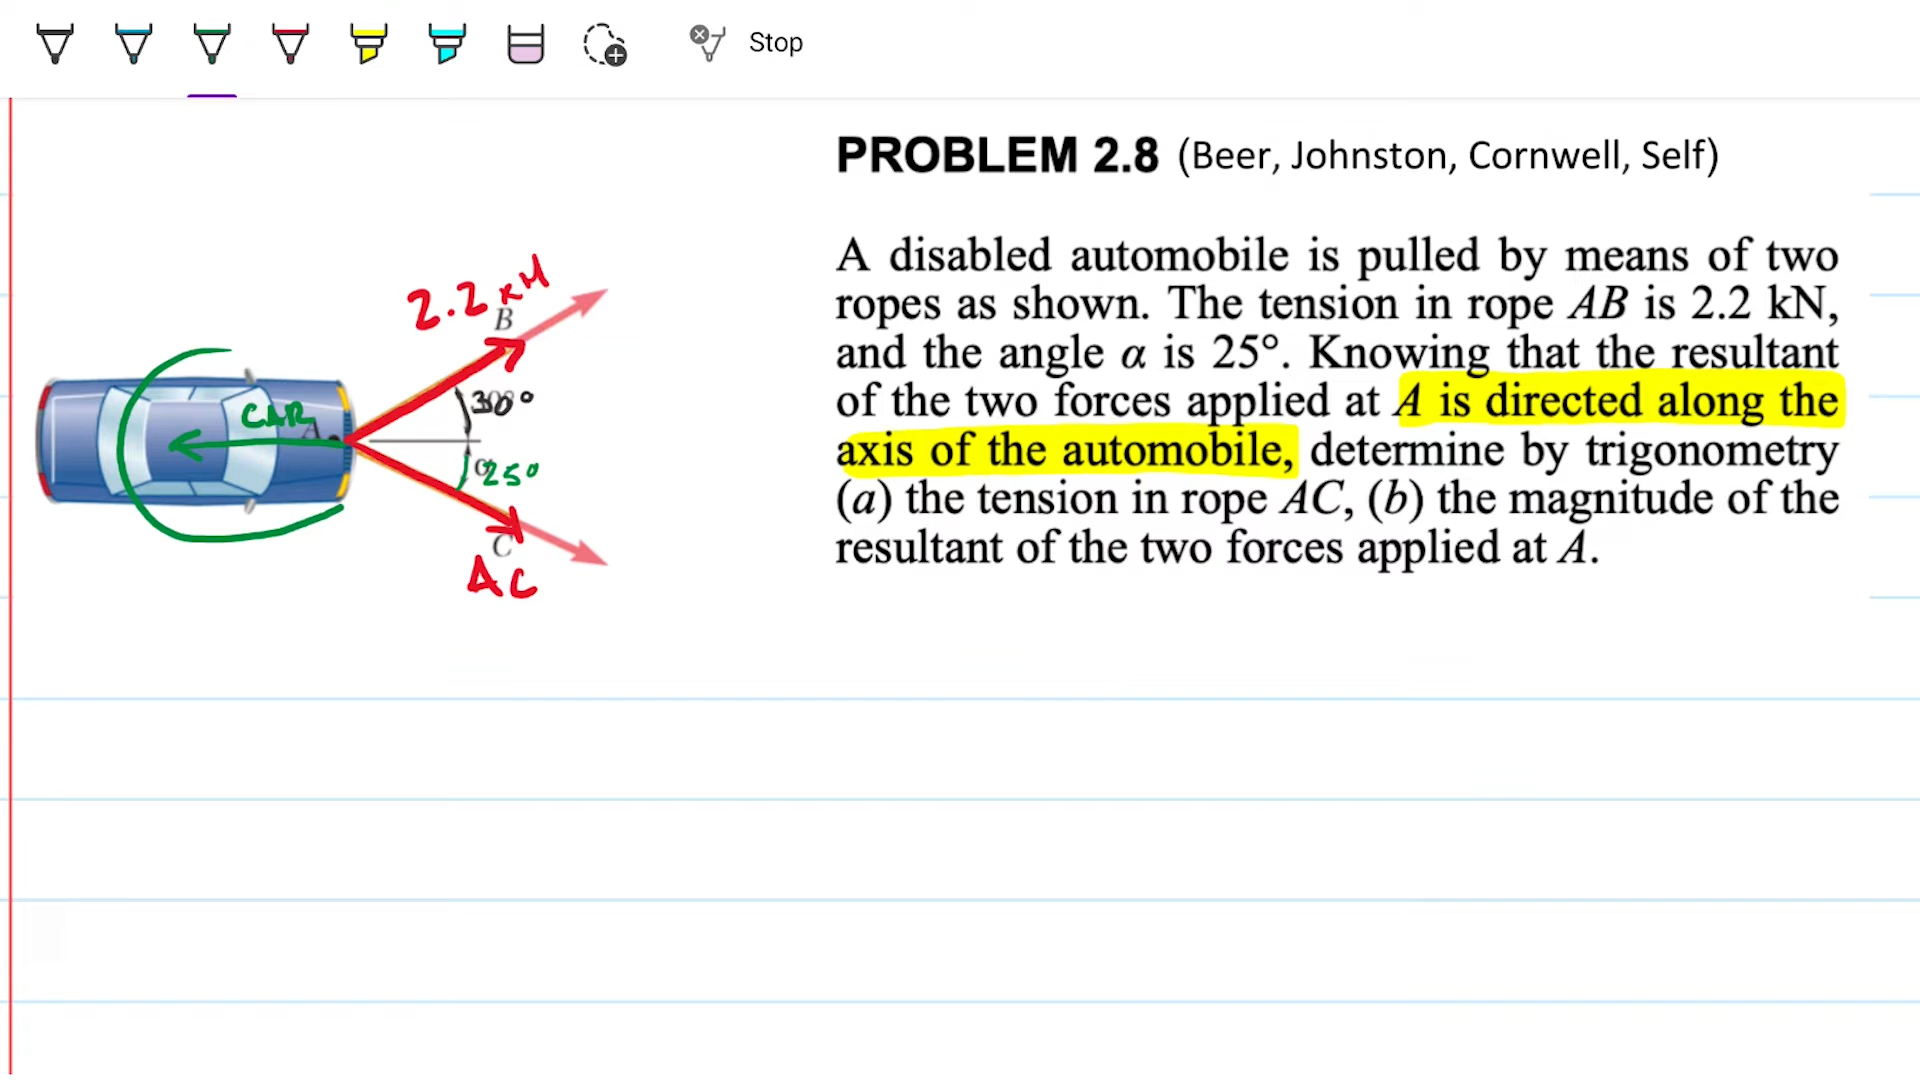 Stop
PROBLEM 2.8 (Beer, Johnston, Cornwell, Self)
A disabled automobile is pulled by means of two
ropes as shown. The tension in rope AB is 2.2 kN,
and the angle α is 25°. Knowing that the resultant
of the two forces applied at A is directed along the
axis of the automobile, determine by trigonometry
(a) the tension in rope AC, (b) the magnitude of the
resultant of the two forces applied at A.
2.2 KN
B
30°
CAR
A
α
25°
C
AC